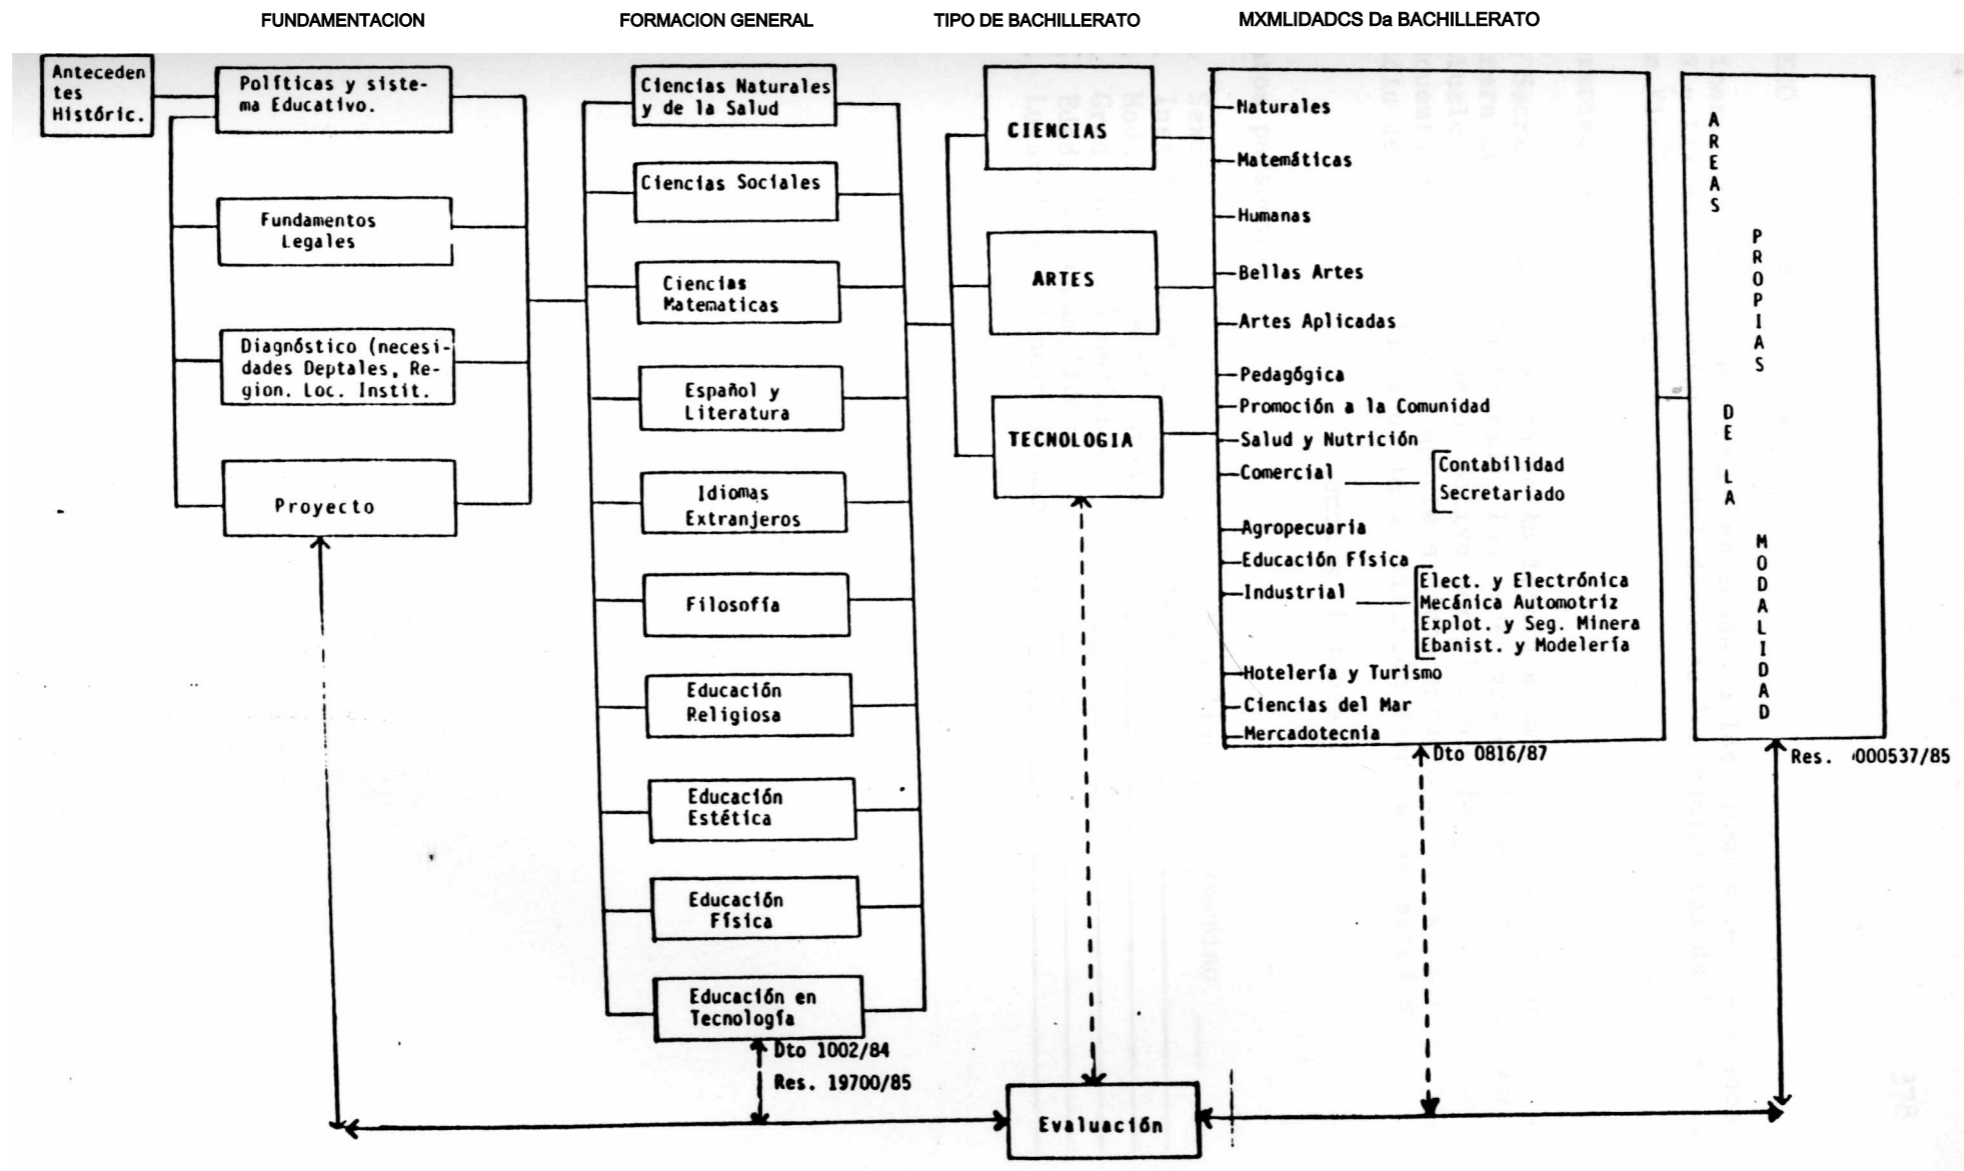 FUNDAMENTACION
FORMACION GENERAL
TIPO DE BACHILLERATO
MXMLIDADCS Da BACHILLERATO
Anteceden
tes
Históric.
Políticas y siste-
ma Educativo.
Fundamentos
Legales
Diagnóstico (necesi-
dades Deptales, Re-
gion. Loc. Instit.
Proyecto
Ciencias Naturales
y de la Salud
Ciencias Sociales
Ciencias
Matematicas
Español y
Literatura
Idiomas
Extranjeros
Filosofía
Educación
Religiosa
Educación
Estética
Educación
Física
Educación en
Tecnología
Dto 1002/84
Res. 19700/85
CIENCIAS
ARTES
TECNOLOGIA
Naturales
Matemáticas
Humanas
Bellas Artes
Artes Aplicadas
Pedagógica
Promoción a la Comunidad
Salud y Nutrición
Comercial
Contabilidad
Secretariado
Agropecuaria
Educación Física
Industrial
Elect. y Electrónica
Mecánica Automotriz
Explot. y Seg. Minera
Ebanist. y Modelería
Hotelería y Turismo
Ciencias del Mar
Mercadotecnia
Dto 0816/87
AREAS
PROPIAS
DE LA
MODALIDAD
Res. 000537/85
Evaluación